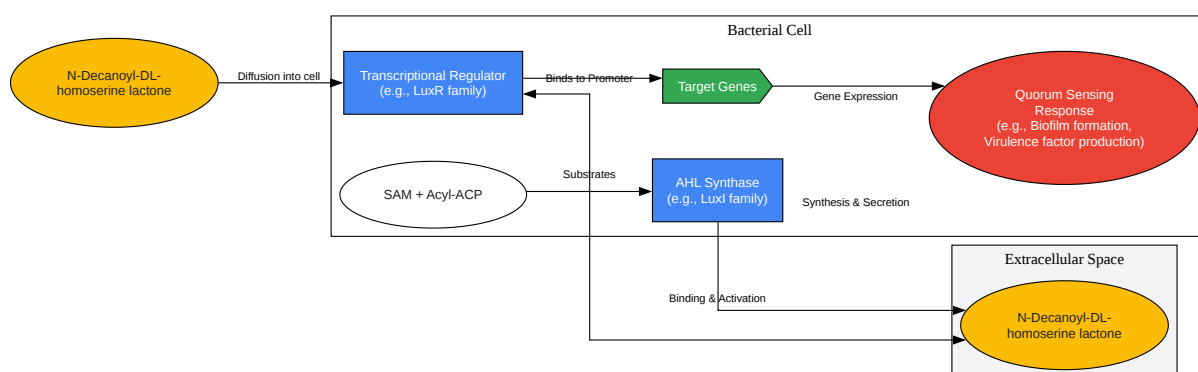 Bacterial Cell
N-Decanoyl-DL-
homoserine lactone
Diffusion into cell
Transcriptional Regulator
(e.g., LuxR family)
Binds to Promoter
Target Genes
Gene Expression
Quorum Sensing
Response
(e.g., Biofilm formation,
Virulence factor production)
SAM + Acyl-ACP
Substrates
AHL Synthase
(e.g., LuxI family)
Synthesis & Secretion
Binding & Activation
Extracellular Space
N-Decanoyl-DL-
homoserine lactone